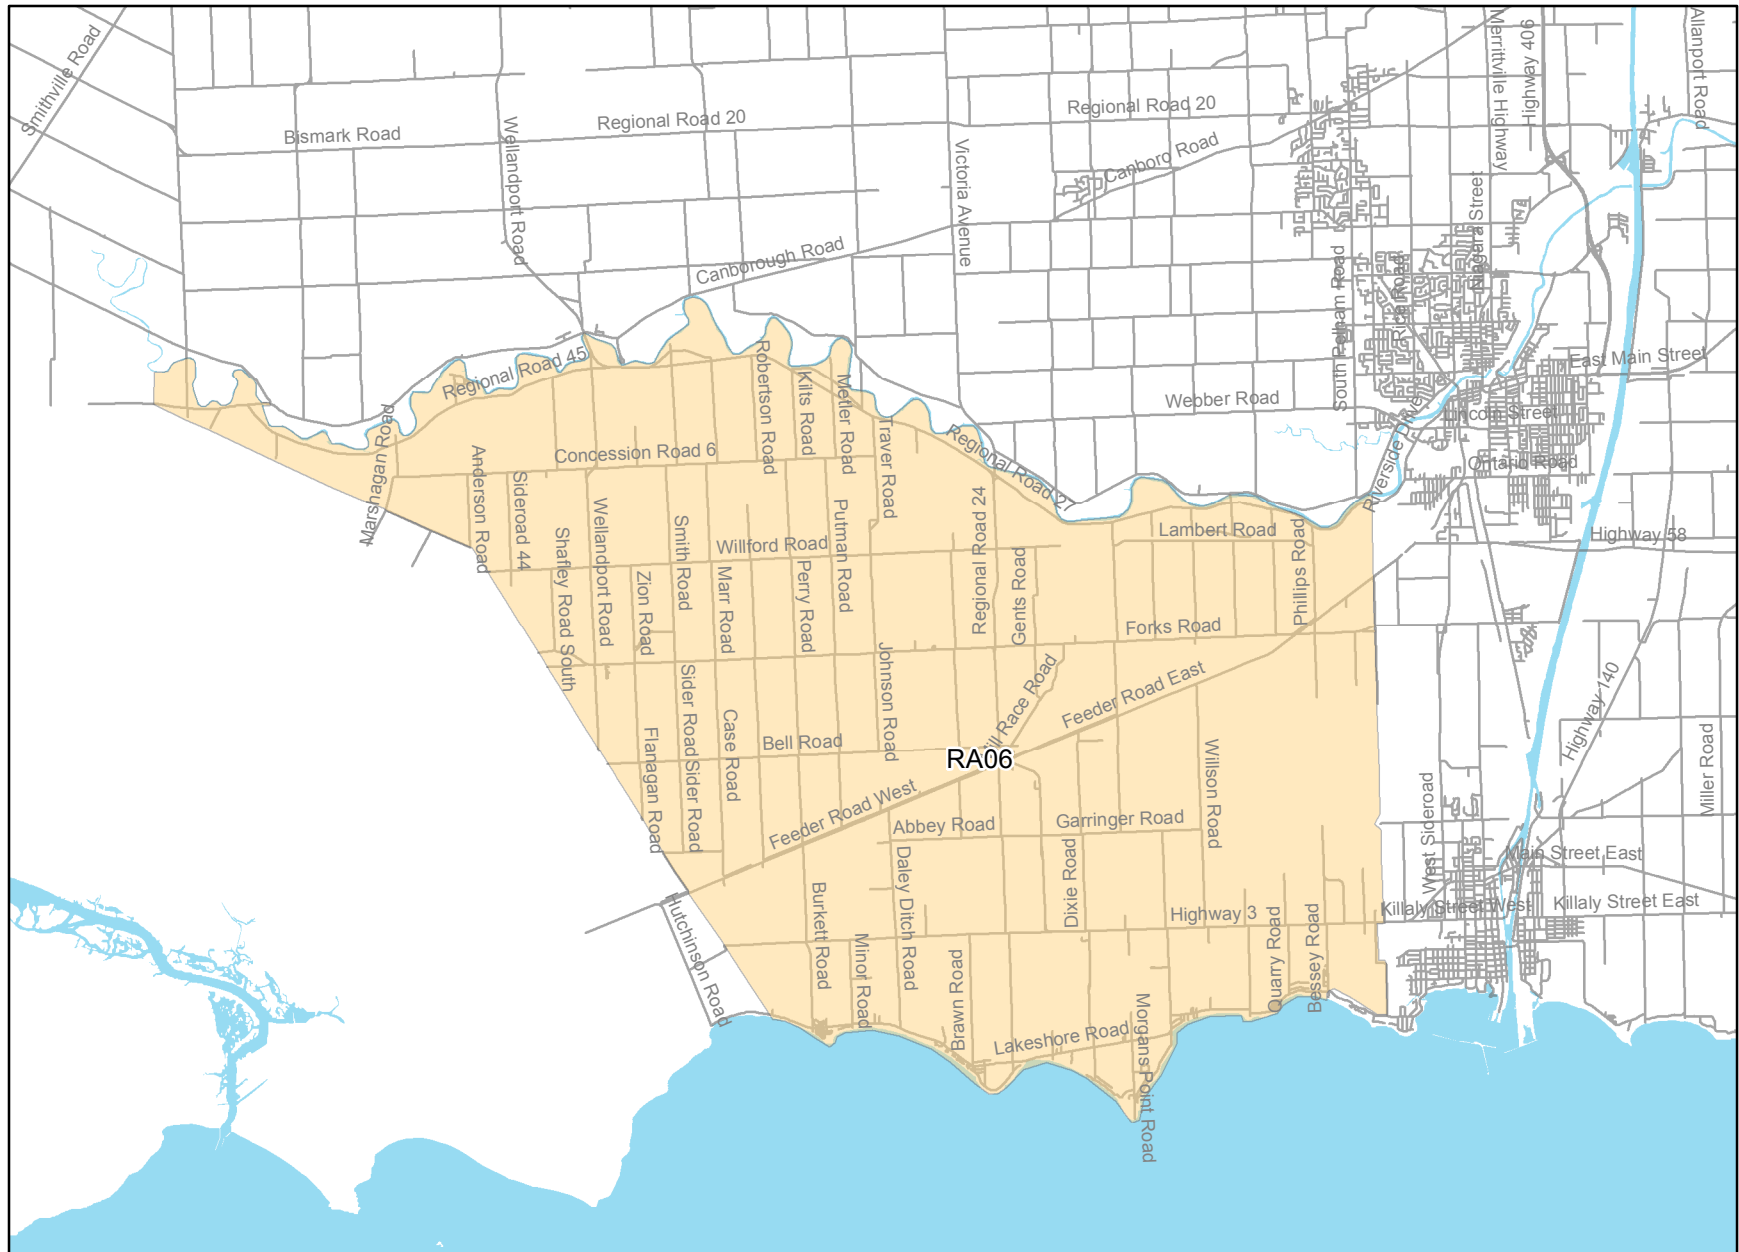 Smithville Road
Bismark Road
Wellandport Road
Regional Road 20
Regional Road 20
Canboro Road
Victoria Avenue
Merrittville Highway
Highway 406
Allanport Road
Niagara Street
Canborough Road
South Pelham Road
Rice Road
East Main Street
Regional Road 45
Robertson Road
Kilts Road
Metler Road
Webber Road
Lincoln Street
Marshagan Road
Traver Road
Regional Road 27
Riverside Drive
Ontario Road
Concession Road 6
Anderson Road
Sideroad 44
Shafley Road South
Wellandport Road
Smith Road
Willford Road
Putman Road
Regional Road 24
Gents Road
Lambert Road
Phillips Road
Highway 58
Zion Road
Marr Road
Perry Road
Forks Road
Johnson Road
Mill Race Road
Feeder Road East
Sider Road
Case Road
Bell Road
Flanagan Road
Sider Road
RA06
Willson Road
Highway 140
Miller Road
West Sideroad
Feeder Road West
Abbey Road
Garringer Road
Dixie Road
Main Street East
Daley Ditch Road
Burkett Road
Highway 3
Killaly Street West
Killaly Street East
Hutchinson Road
Minor Road
Brawn Road
Quarry Road
Bessey Road
Lakeshore Road
Morgans Point Road